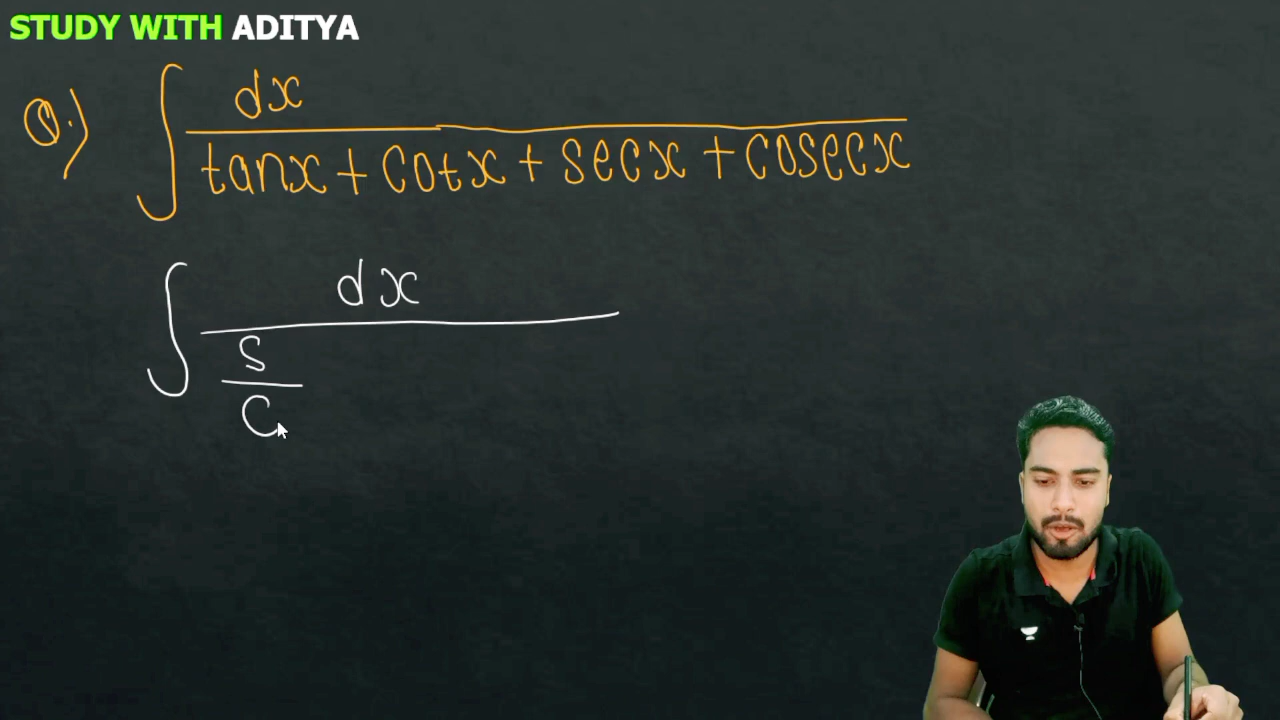 STUDY WITH ADITYA
Q.) ∫ dx
tanx + cotx + secx + cosecx
∫ dx
S
C